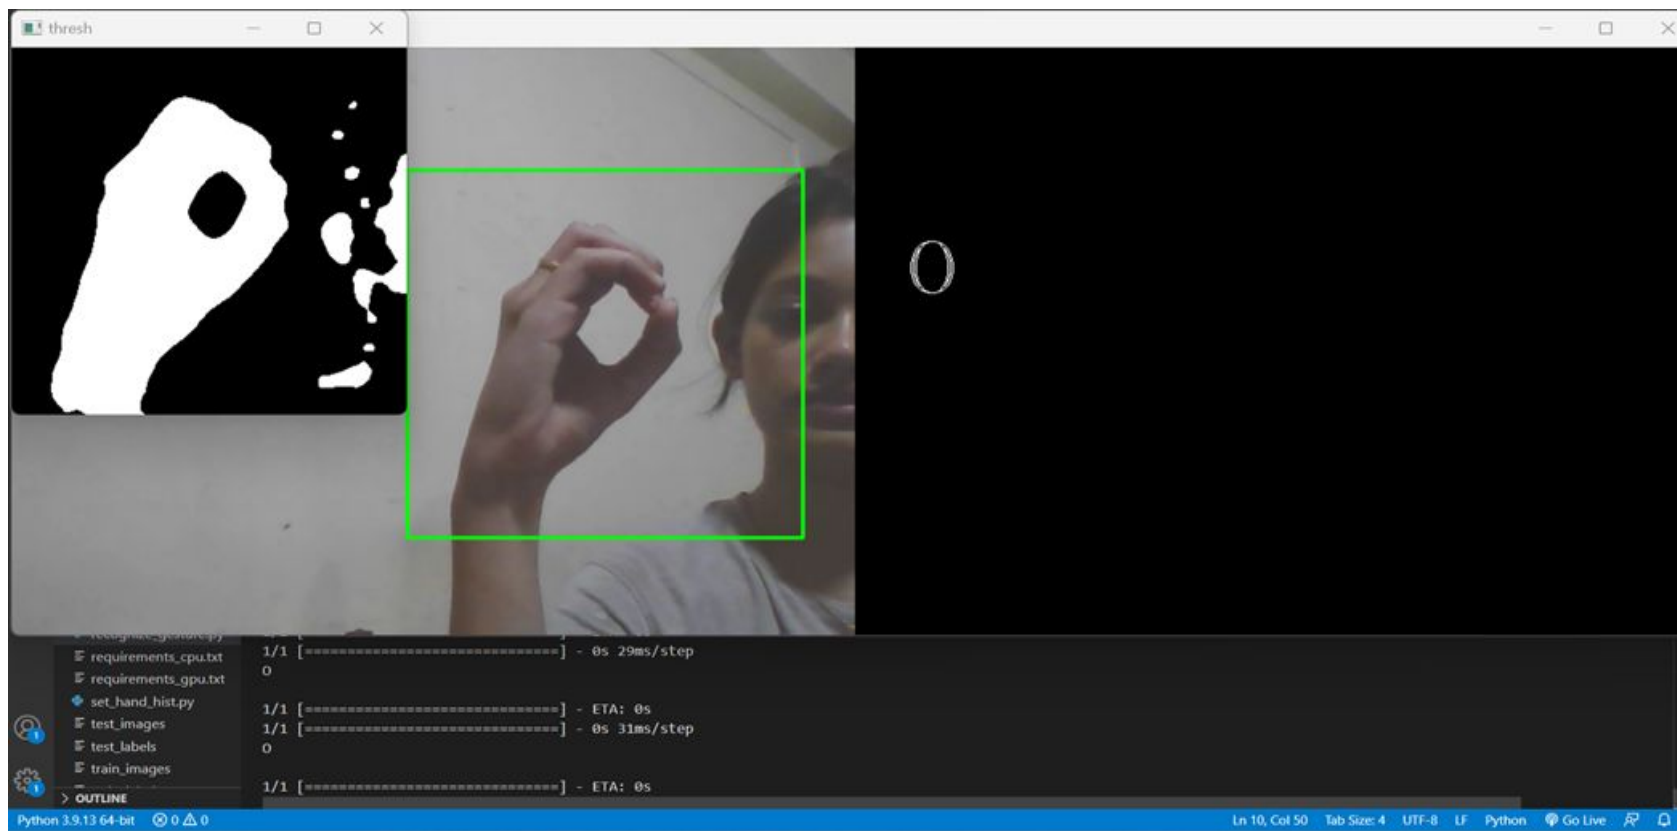 thresh
O
recognize_gesture.py
requirements_cpu.txt
requirements_gpu.txt
set_hand_hist.py
test_images
test_labels
train_images
OUTLINE
1/1 [==============================] - 0s 29ms/step
O
1/1 [==============================] - ETA: 0s
1/1 [==============================] - 0s 31ms/step
O
1/1 [==============================] - ETA: 0s
Python 3.9.13 64-bit 0 0 Ln 10, Col 50 Tab Size: 4 UTF-8 LF Python Go Live